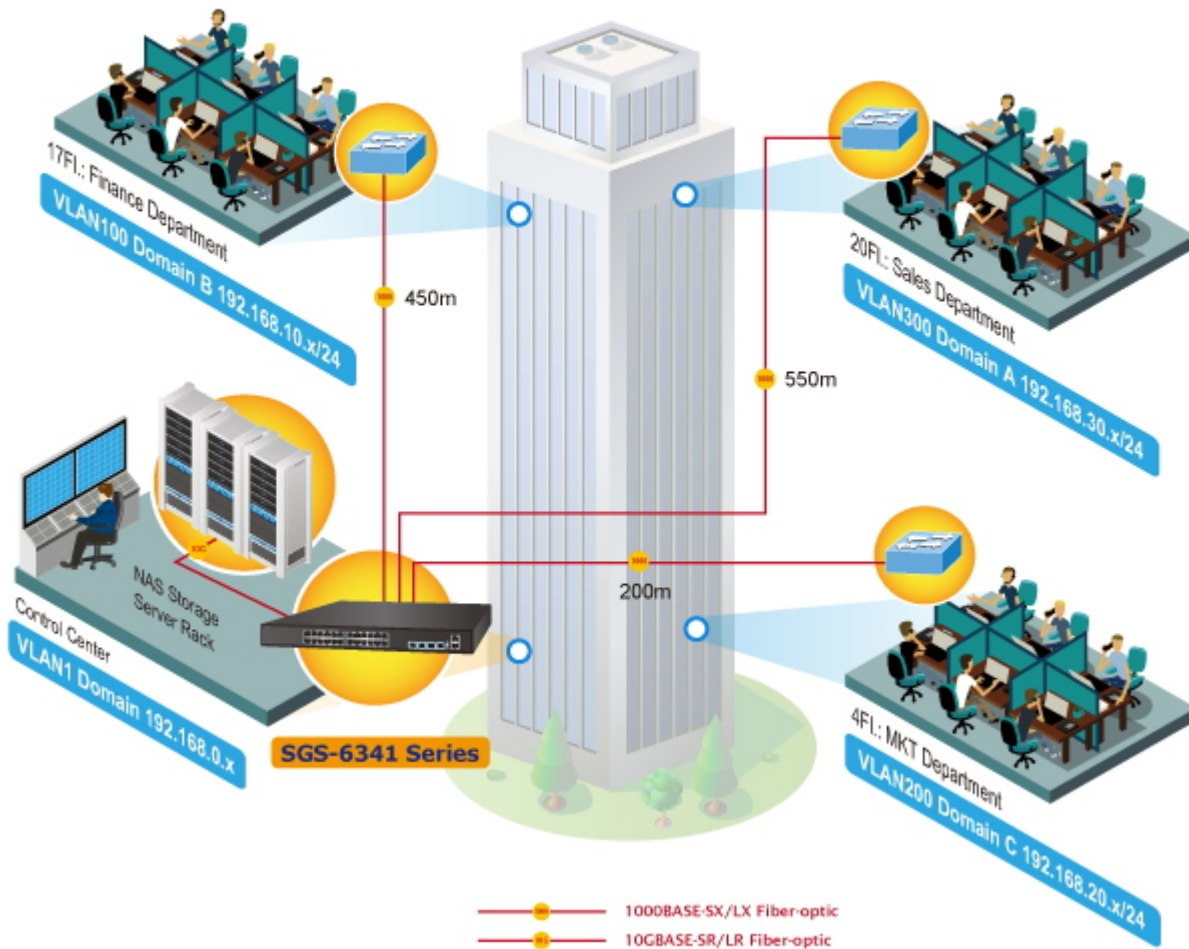 17Fl.: Finance Department
VLAN100 Domain B 192.168.10.x/24
450m
20Fl.: Sales Department
VLAN300 Domain A 192.168.30.x/24
550m
10G
NAS Storage
Server Rack
Control Center
VLAN1 Domain 192.168.0.x
SGS-6341 Series
1000
200m
4Fl.: MKT Department
VLAN200 Domain C 192.168.20.x/24
1000BASE-SX/LX Fiber-optic
10GBASE-SR/LR Fiber-optic